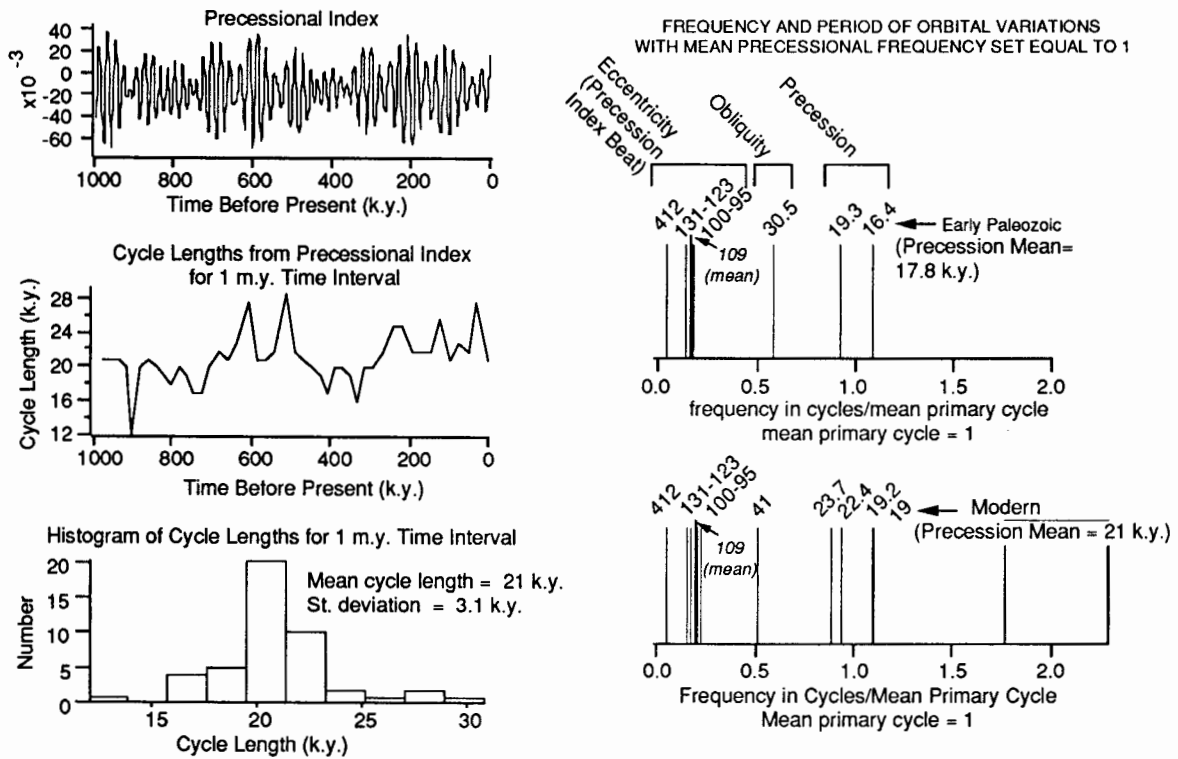 Precessional Index
40
20
0
-20
-40
-60
x10 -3
1000 800 600 400 200 0
Time Before Present (k.y.)
Cycle Lengths from Precessional Index
for 1 m.y. Time Interval
28
24
20
16
12
Cycle Length (k.y.)
1000 800 600 400 200 0
Time Before Present (k.y.)
Histogram of Cycle Lengths for 1 m.y. Time Interval
Mean cycle length = 21 k.y.
St. deviation = 3.1 k.y.
20
15
10
5
0
Number
15 20 25 30
Cycle Length (k.y.)
FREQUENCY AND PERIOD OF ORBITAL VARIATIONS
WITH MEAN PRECESSIONAL FREQUENCY SET EQUAL TO 1
Eccentricity
(Precession
Index Beat)
Obliquity
Precession
412
131-123
100-95
30.5
19.3
16.4
109
(mean)
Early Paleozoic
(Precession Mean=
17.8 k.y.)
0.0 0.5 1.0 1.5 2.0
frequency in cycles/mean primary cycle
mean primary cycle = 1
412
131-123
100-95
41
23.7
22.4
19.2
19
109
(mean)
Modern
(Precession Mean = 21 k.y.)
0.0 0.5 1.0 1.5 2.0
Frequency in Cycles/Mean Primary Cycle
Mean primary cycle = 1